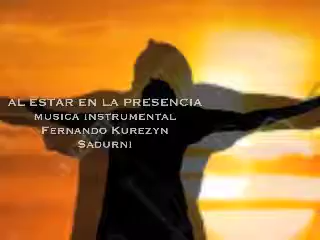 AL ESTAR EN LA PRESENCIA
MUSICA INSTRUMENTAL
FERNANDO KUREZYN
SADURNI